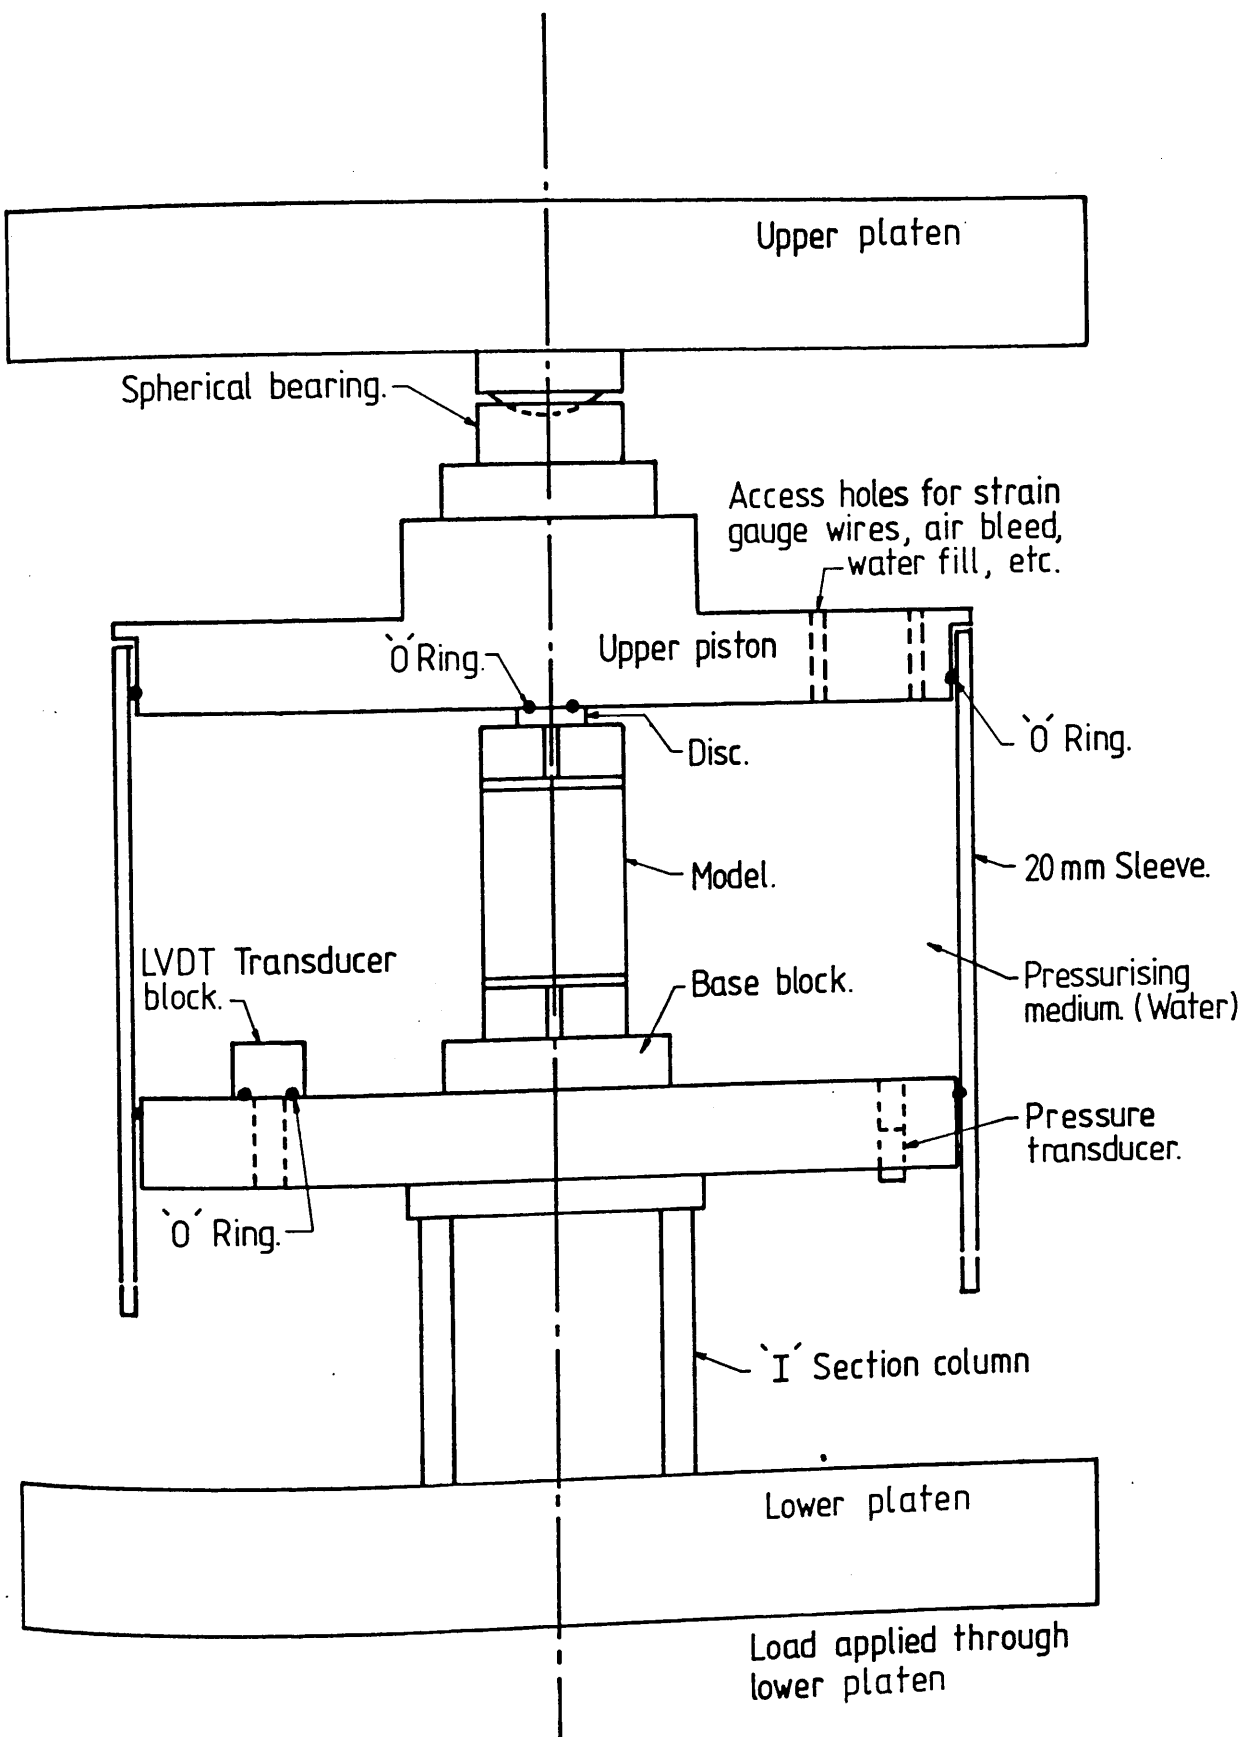 Upper platen
Spherical bearing.
Access holes for strain
gauge wires, air bleed,
water fill, etc.
`O´ Ring.
Upper piston
`O´ Ring.
Disc.
Model.
20mm Sleeve.
LVDT Transducer
block.
Base block.
Pressurising
medium. (Water)
Pressure
transducer.
`O´ Ring.
`I´ Section column
Lower platen
Load applied through
lower platen